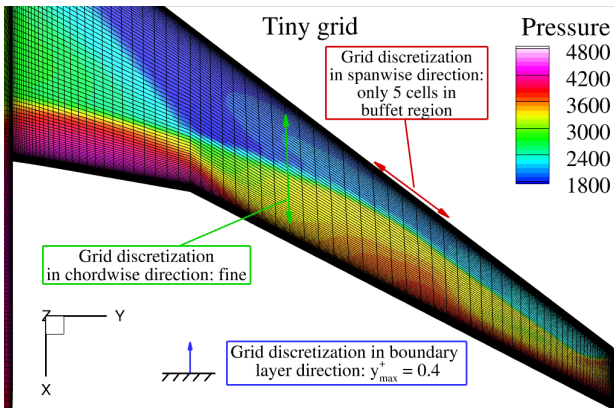 Tiny grid
Pressure
4800
4200
3600
3000
2400
1800
Grid discretization
in spanwise direction:
only 5 cells in
buffet region
Grid discretization
in chordwise direction: fine
Z
Y
X
Grid discretization in boundary
layer direction: y⁺max = 0.4